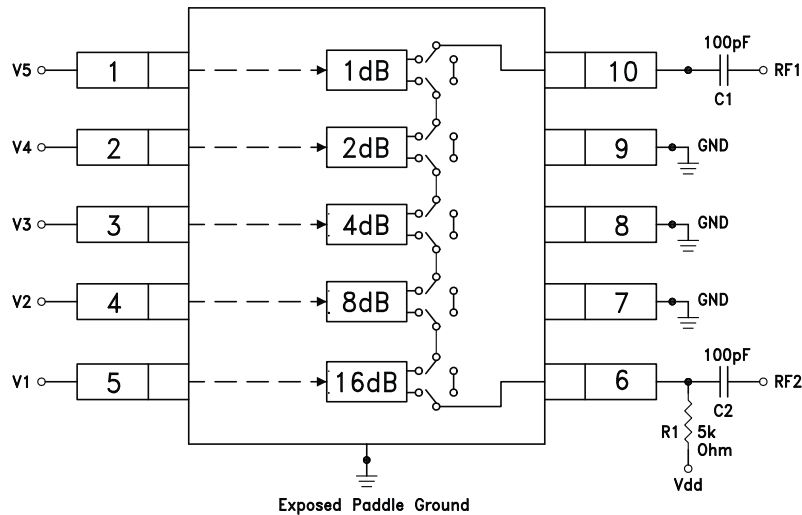 100pF
V5 1 1dB 10 RF1
C1
V4 2 2dB 9 GND
V3 3 4dB 8 GND
V2 4 8dB 7 GND
100pF
V1 5 16dB 6 RF2
C2
R1 5k
Ohm
Vdd
Exposed Paddle Ground